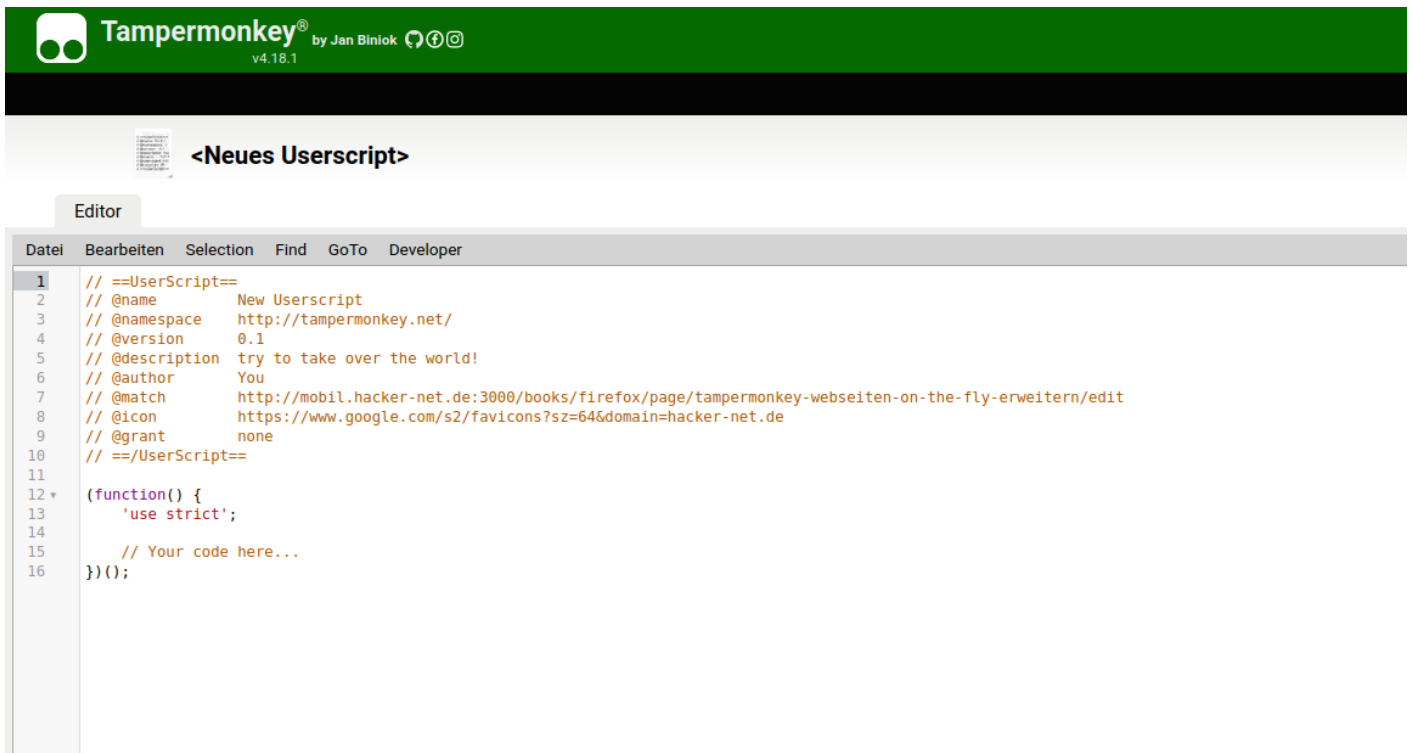 Tampermonkey® by Jan Biniok
v4.18.1
<Neues Userscript>
Editor
Datei Bearbeiten Selection Find GoTo Developer
1 // ==UserScript==
2 // @name         New Userscript
3 // @namespace    http://tampermonkey.net/
4 // @version      0.1
5 // @description  try to take over the world!
6 // @author       You
7 // @match        http://mobil.hacker-net.de:3000/books/firefox/page/tampermonkey-webseiten-on-the-fly-erweitern/edit
8 // @icon         https://www.google.com/s2/favicons?sz=64&domain=hacker-net.de
9 // @grant        none
10 // ==/UserScript==
11
12 (function() {
13     'use strict';
14
15     // Your code here...
16 })();